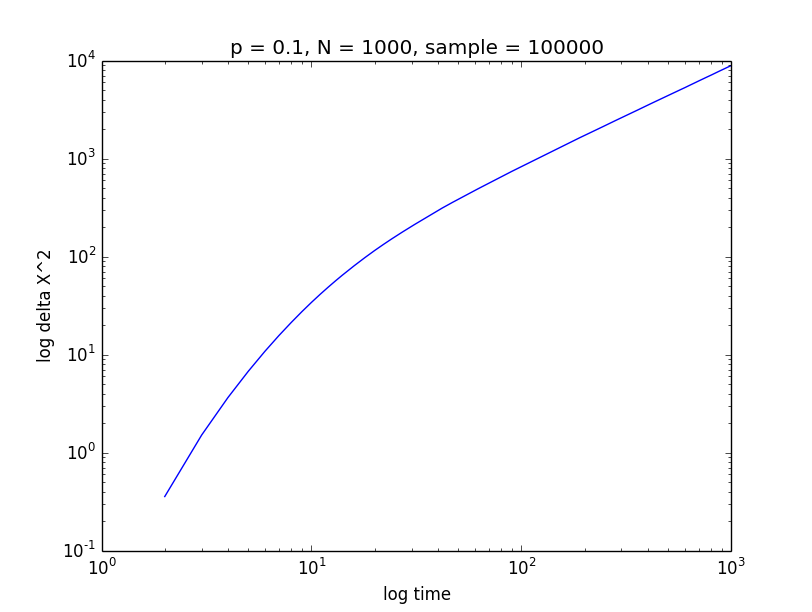 p = 0.1, N = 1000, sample = 100000
10^4
10^3
10^2
10^1
10^0
10^-1
log delta X^2
10^0 10^1 10^2 10^3
log time